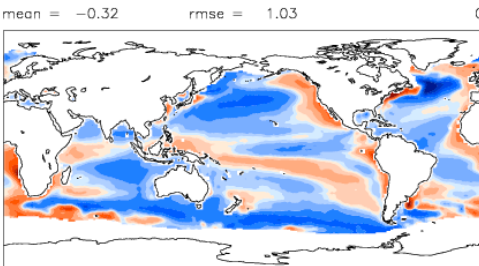 mean = -0.32 rmse = 1.03